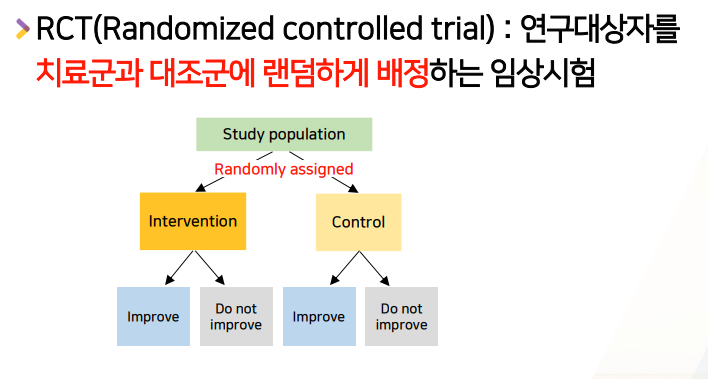 RCT(Randomized controlled trial) : 연구대상자를
치료군과 대조군에 랜덤하게 배정하는 임상시험
Study population
Randomly assigned
Intervention
Control
Improve
Do not
improve
Improve
Do not
improve